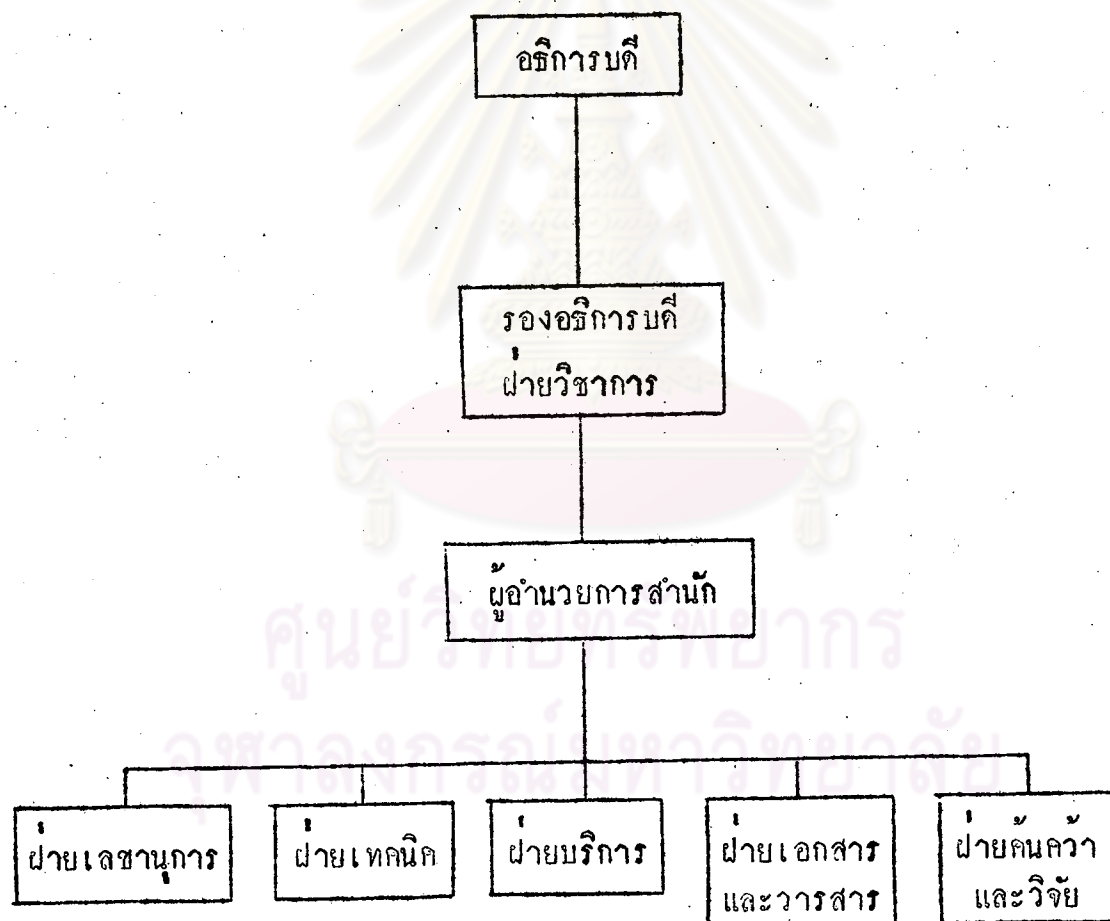 อธิการบดี
รองอธิการบดี
ฝ่ายวิชาการ
ผู้อำนวยการสำนัก
ศูนย์วิทยทรัพยากร
จุฬาลงกรณ์มหาวิทยาลัย
ฝ่ายเลขานุการ
ฝ่ายเทคนิค
ฝ่ายบริการ
ฝ่ายเอกสาร
และวารสาร
ฝ่ายค้นคว้า
และวิจัย